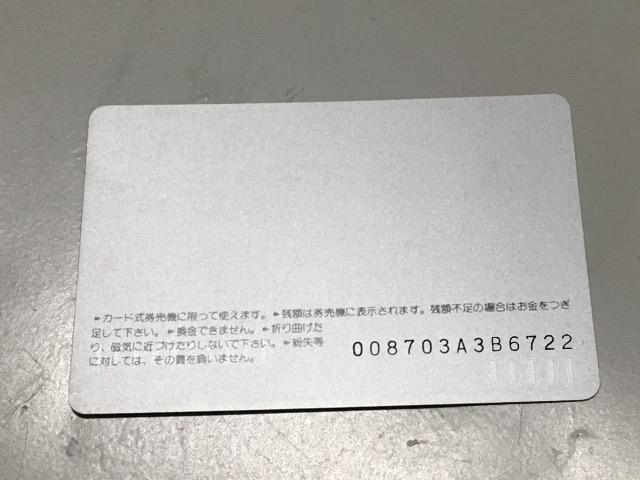 ►カード式券売機に限って使えます。►残額は券売機に表示されます。残額不足の場合はお金をつぎ
足して下さい。►換金できません。►折り曲げた
り、磁気に近づけたりしないで下さい。►紛失等
に対しては、その責を負いません。
008703A3B6722